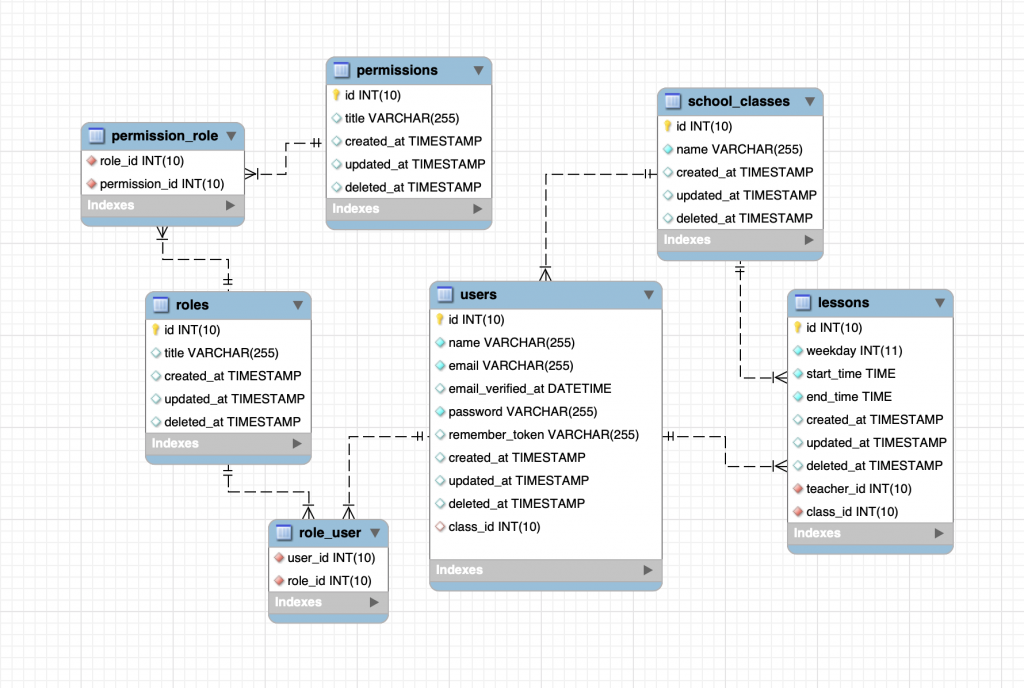 permissions
id INT(10)
title VARCHAR(255)
created_at TIMESTAMP
updated_at TIMESTAMP
deleted_at TIMESTAMP
Indexes
school_classes
id INT(10)
name VARCHAR(255)
created_at TIMESTAMP
updated_at TIMESTAMP
deleted_at TIMESTAMP
Indexes
permission_role
role_id INT(10)
permission_id INT(10)
Indexes
roles
id INT(10)
title VARCHAR(255)
created_at TIMESTAMP
updated_at TIMESTAMP
deleted_at TIMESTAMP
Indexes
users
id INT(10)
name VARCHAR(255)
email VARCHAR(255)
email_verified_at DATETIME
password VARCHAR(255)
remember_token VARCHAR(255)
created_at TIMESTAMP
updated_at TIMESTAMP
deleted_at TIMESTAMP
class_id INT(10)
Indexes
lessons
id INT(10)
weekday INT(11)
start_time TIME
end_time TIME
created_at TIMESTAMP
updated_at TIMESTAMP
deleted_at TIMESTAMP
teacher_id INT(10)
class_id INT(10)
Indexes
role_user
user_id INT(10)
role_id INT(10)
Indexes